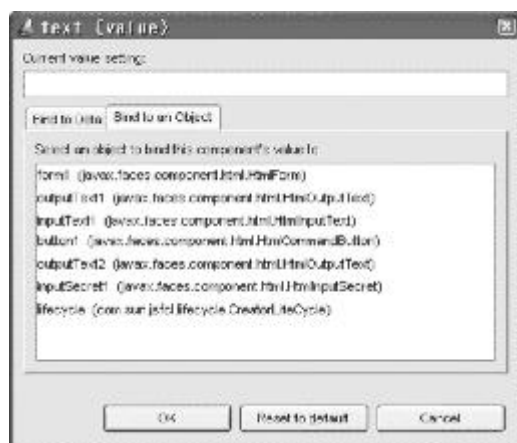 text (value)
Current value setting:
Bind to Data Bind to an Object
Select an object to bind this component's value to
form1 (javax.faces.component.html.HtmlForm)
outputText1 (javax.faces.component.html.HtmlOutputText)
inputText1 (javax.faces.component.html.HtmlInputText)
button1 (javax.faces.component.html.HtmlCommandButton)
outputText2 (javax.faces.component.html.HtmlOutputText)
inputSecret1 (javax.faces.component.html.HtmlInputSecret)
lifecycle (com.sun.jsfcl.lifecycle.CreatorLifeCycle)
OK Reset to default Cancel